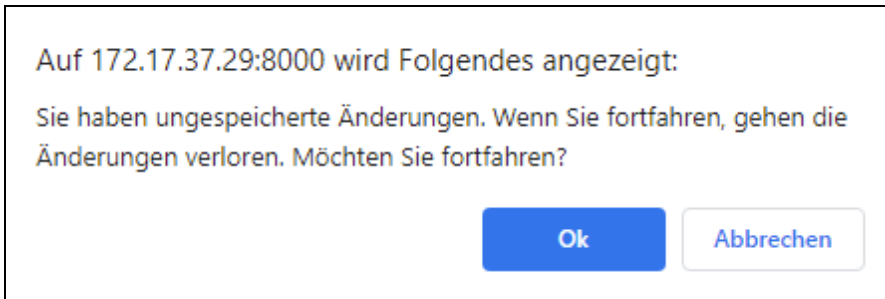 Auf 172.17.37.29:8000 wird Folgendes angezeigt:
Sie haben ungespeicherte Änderungen. Wenn Sie fortfahren, gehen die
Änderungen verloren. Möchten Sie fortfahren?
Ok
Abbrechen